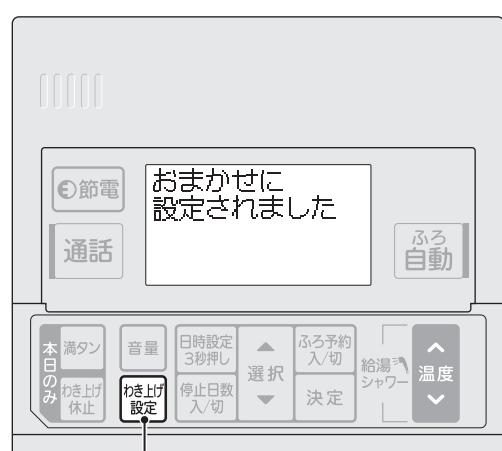 節電
おまかせに
設定されました
通話
ふろ
自動
本日のみ
満タン
わき上げ
休止
音量
わき上げ
設定
日時設定
3秒押し
停止日数
入/切
選択
ふろ予約
入/切
決定
給湯
シャワー
温度